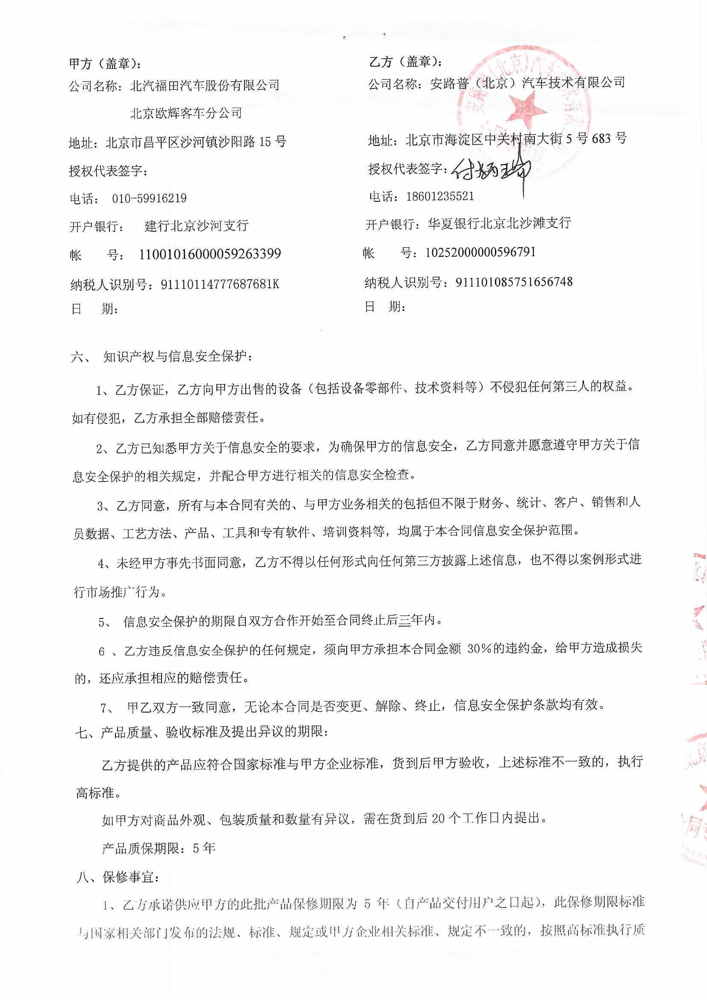 甲方（盖章）：
公司名称：北汽福田汽车股份有限公司
北京欧辉客车分公司
地址：北京市昌平区沙河镇沙阳路 15 号
授权代表签字：
电话： 010-59916219
开户银行： 建行北京沙河支行
帐 号： 11001016000059263399
纳税人识别号：91110114777687681K
日 期：
乙方（盖章）：
公司名称：安路普（北京）汽车技术有限公司
地址：北京市海淀区中关村南大街 5 号 683 号
授权代表签字：付炳瑞
电话：18601235521
开户银行：华夏银行北京北沙滩支行
帐 号：10252000000596791
纳税人识别号：911101085751656748
日 期：
六、 知识产权与信息安全保护：
1、乙方保证，乙方向甲方出售的设备（包括设备零部件、技术资料等）不侵犯任何第三人的权益。
如有侵犯，乙方承担全部赔偿责任。
2、乙方已知悉甲方关于信息安全的要求，为确保甲方的信息安全，乙方同意并愿意遵守甲方关于信
息安全保护的相关规定，并配合甲方进行相关的信息安全检查。
3、乙方同意，所有与本合同有关的、与甲方业务相关的包括但不限于财务、统计、客户、销售和人
员数据、工艺方法、产品、工具和专有软件、培训资料等，均属于本合同信息安全保护范围。
4、未经甲方事先书面同意，乙方不得以任何形式向任何第三方披露上述信息，也不得以案例形式进
行市场推广行为。
5、 信息安全保护的期限自双方合作开始至合同终止后三年内。
6 、乙方违反信息安全保护的任何规定，须向甲方承担本合同金额 30%的违约金，给甲方造成损失
的，还应承担相应的赔偿责任。
7、 甲乙双方一致同意，无论本合同是否变更、解除、终止，信息安全保护条款均有效。
七、产品质量、验收标准及提出异议的期限：
乙方提供的产品应符合国家标准与甲方企业标准，货到后甲方验收，上述标准不一致的，执行
高标准。
如甲方对商品外观、包装质量和数量有异议，需在货到后 20 个工作日内提出。
产品质保期限：5 年
八、保修事宜：
1、乙方承诺供应甲方的此批产品保修期限为 5 年（自产品交付用户之日起），此保修期限标准
与国家相关部门发布的法规、标准、规定或甲方企业相关标准、规定不一致的，按照高标准执行质